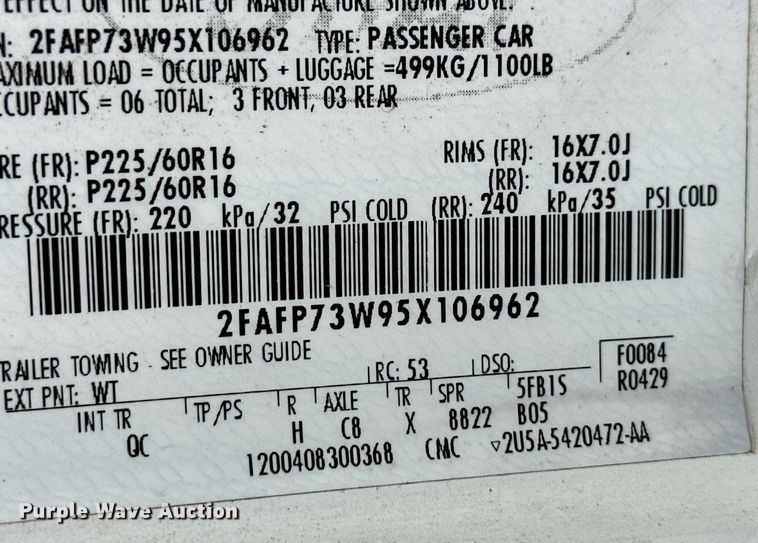 EFFECT ON THE DATE OF MANUFACTURE SHOWN ABOVE.
N: 2FAFP73W95X106962 TYPE: PASSENGER CAR
AXIMUM LOAD = OCCUPANTS + LUGGAGE =499KG/1100LB
CCUPANTS = 06 TOTAL; 3 FRONT, 03 REAR
RE (FR): P225/60R16 RIMS (FR): 16X7.0J
(RR): P225/60R16 (RR): 16X7.0J
RESSURE (FR): 220 kPa/32 PSI COLD (RR): 240 kPa/35 PSI COLD
2FAFP73W95X106962
TRAILER TOWING - SEE OWNER GUIDE
EXT PNT: WT RC: 53 DSO: F0084
R0429
INT TR TP/PS R AXLE TR SPR 5FB1S
QC H C8 X 8822 B05
1200408300368 CMC ▽2U5A-5420472-AA
Purple Wave Auction